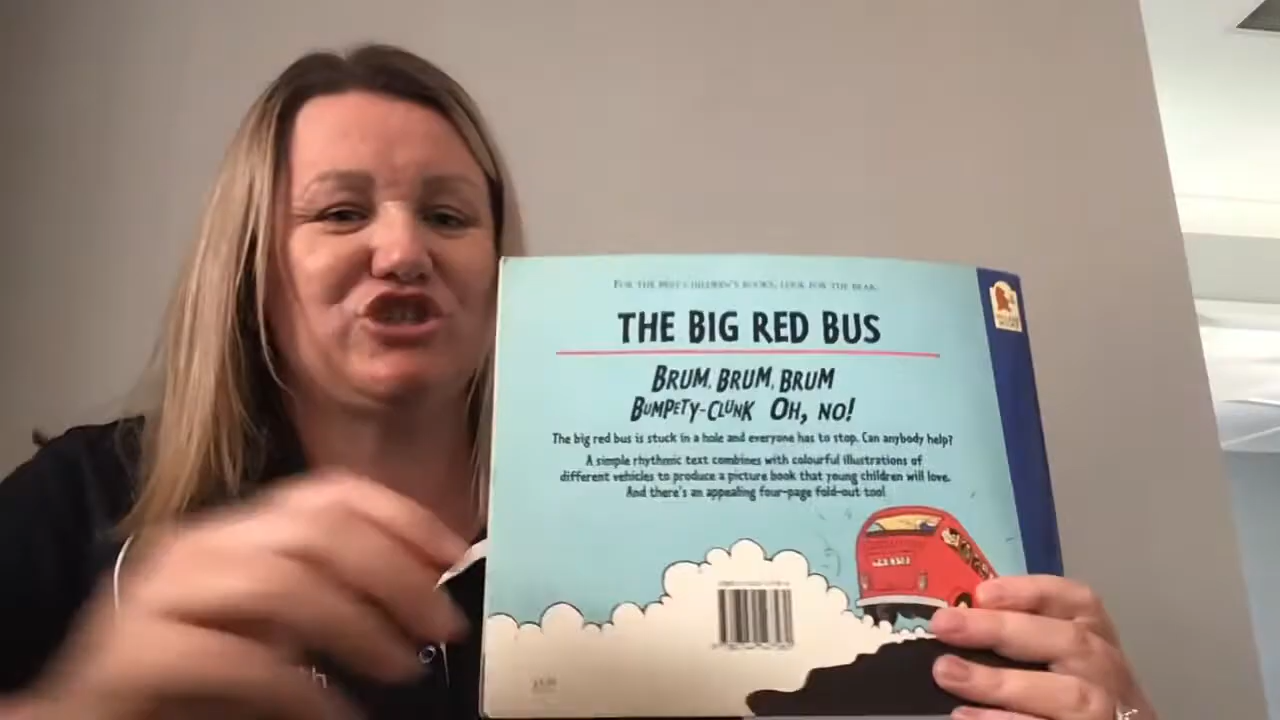 FOR THE BEST CHILDREN'S BOOKS, LOOK FOR THE BEAR.
THE BIG RED BUS
BRUM, BRUM, BRUM
BUMPETY-CLUNK OH, NO!
The big red bus is stuck in a hole and everyone has to stop. Can anybody help?
A simple rhythmic text combines with colourful illustrations of
different vehicles to produce a picture book that young children will love.
And there's an appealing four-page fold-out too!